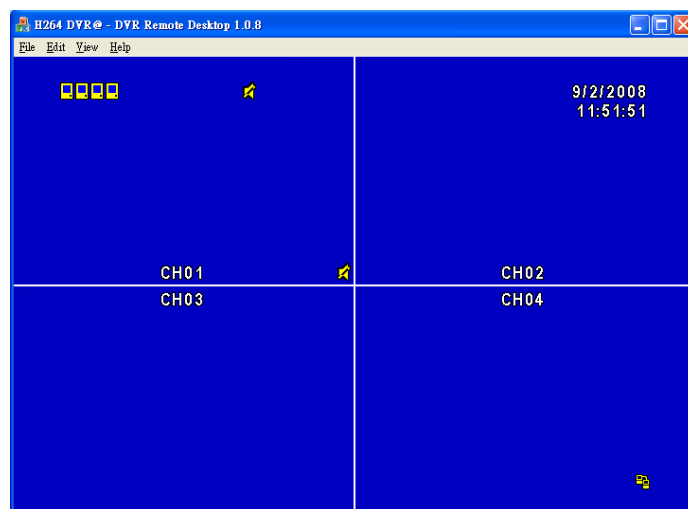 H264 DVR@ - DVR Remote Desktop 1.0.8
File Edit View Help
9/2/2008
11:51:51
CH01
CH02
CH03
CH04